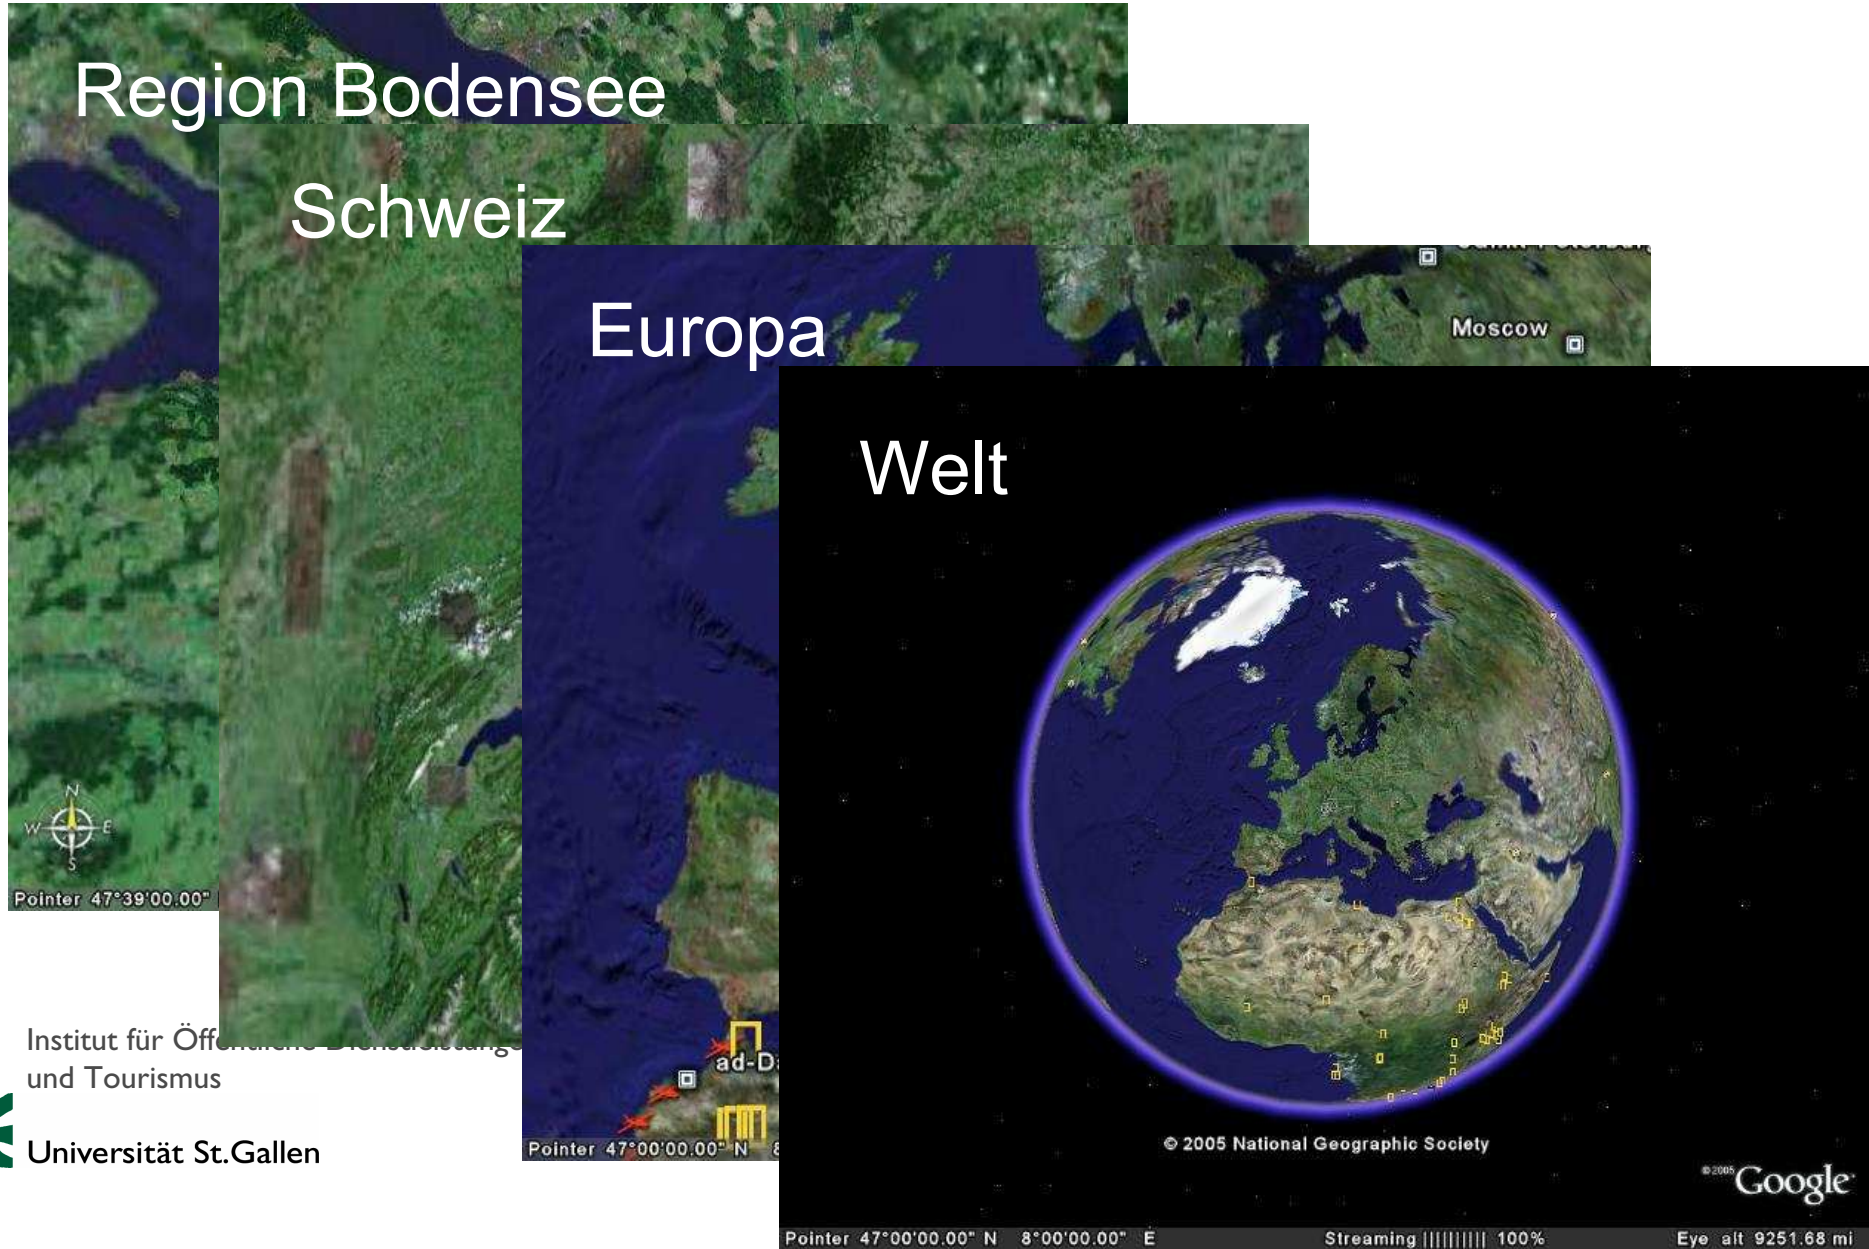 Region Bodensee
Schweiz
Europa
Moscow
Welt
N
W E
S
Pointer 47°39'00.00"
Institut für
und Tourismus
Universität St.Gallen
ad-D
Pointer 47°00'00.00" N
© 2005 National Geographic Society
©2005 Google
Pointer 47°00'00.00" N 8°00'00.00" E Streaming |||||||||| 100% Eye alt 9251.68 mi